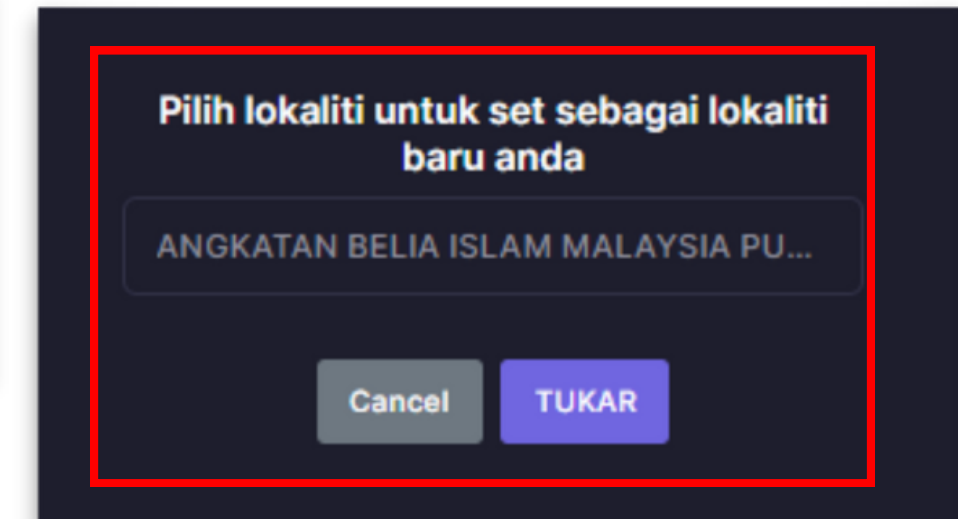 Pilih lokaliti untuk set sebagai lokaliti
baru anda
ANGKATAN BELIA ISLAM MALAYSIA PU...
Cancel
TUKAR